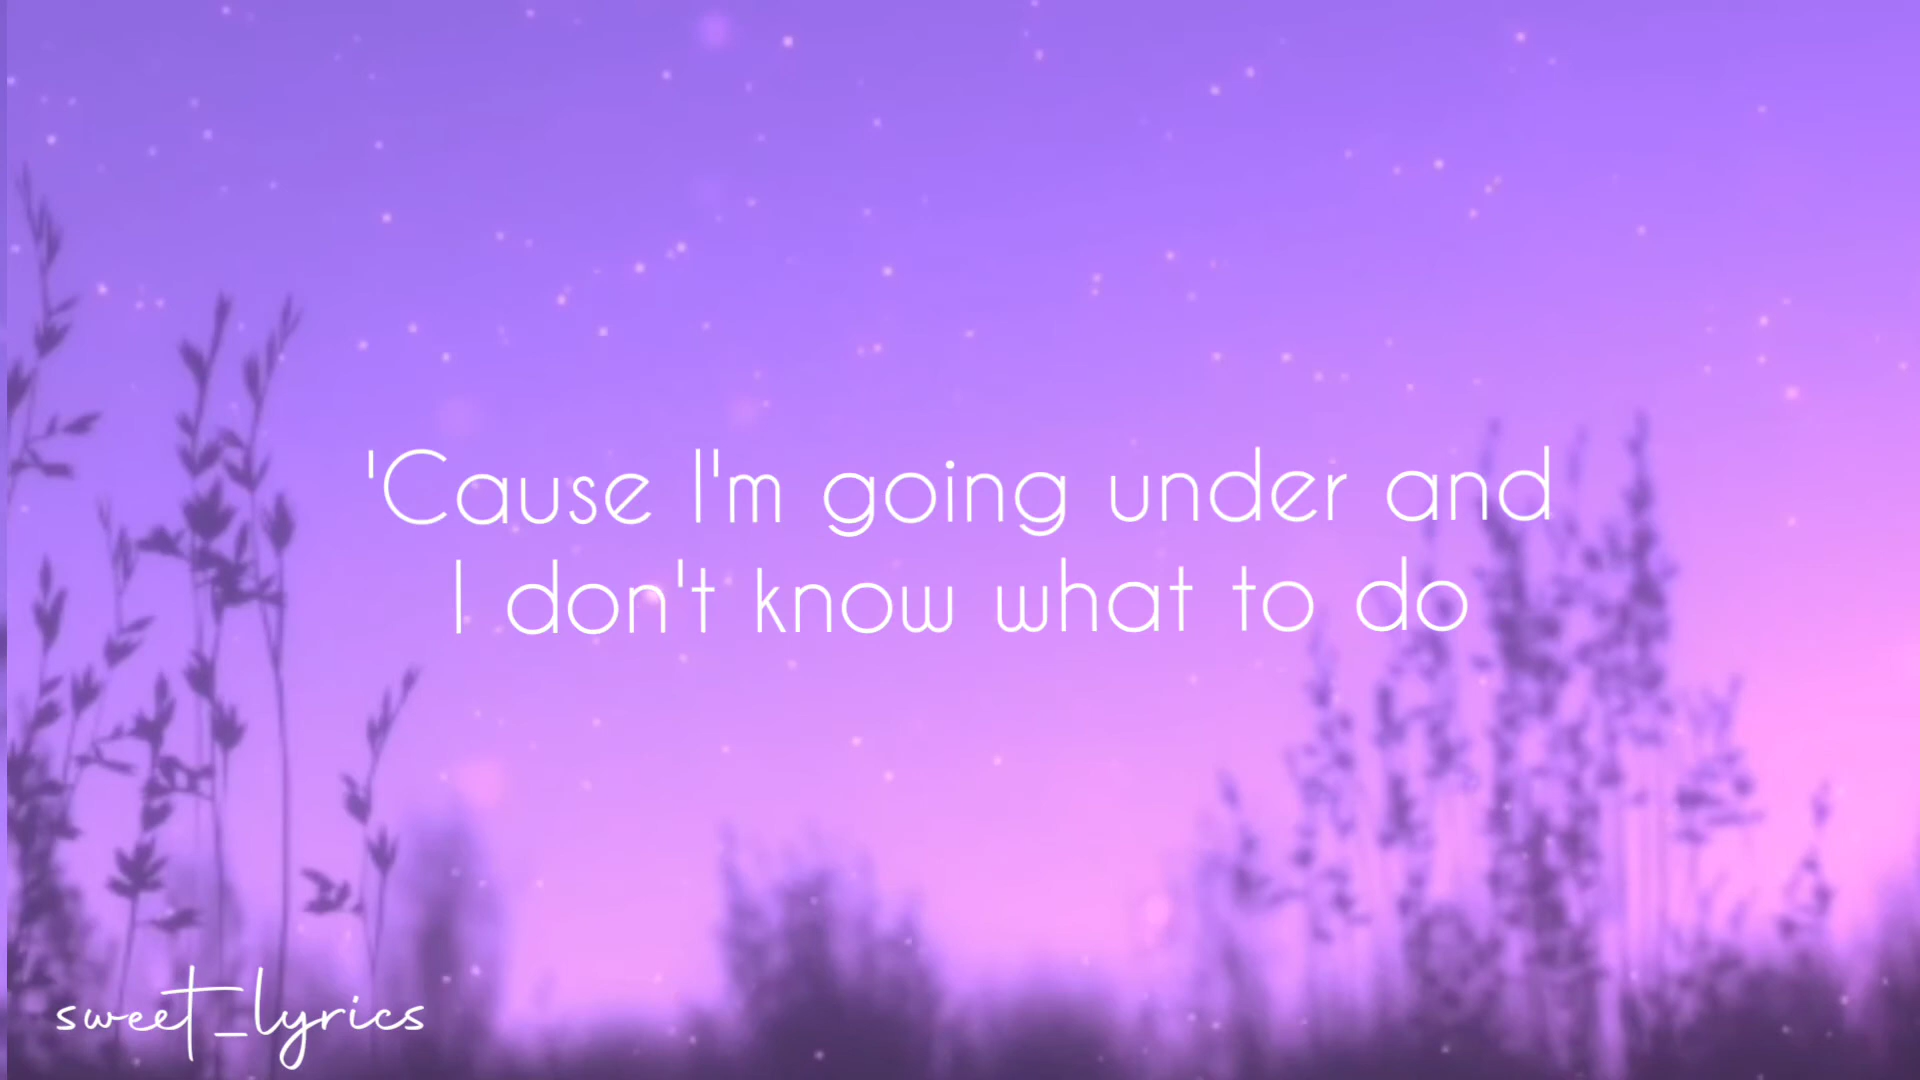 'Cause I'm going under and
I don't know what to do
sweet_lyrics